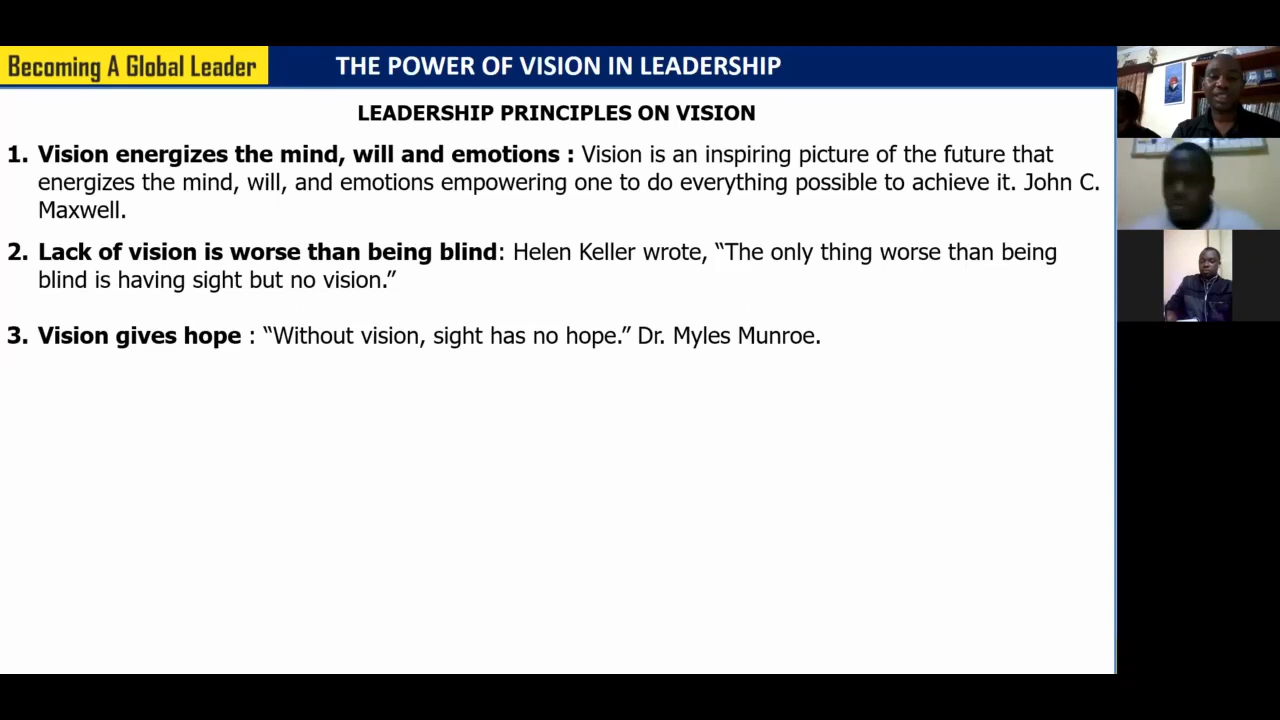 Becoming A Global Leader
THE POWER OF VISION IN LEADERSHIP
LEADERSHIP PRINCIPLES ON VISION
1. Vision energizes the mind, will and emotions : Vision is an inspiring picture of the future that
energizes the mind, will, and emotions empowering one to do everything possible to achieve it. John C.
Maxwell.
2. Lack of vision is worse than being blind: Helen Keller wrote, “The only thing worse than being
blind is having sight but no vision.”
3. Vision gives hope : “Without vision, sight has no hope.” Dr. Myles Munroe.